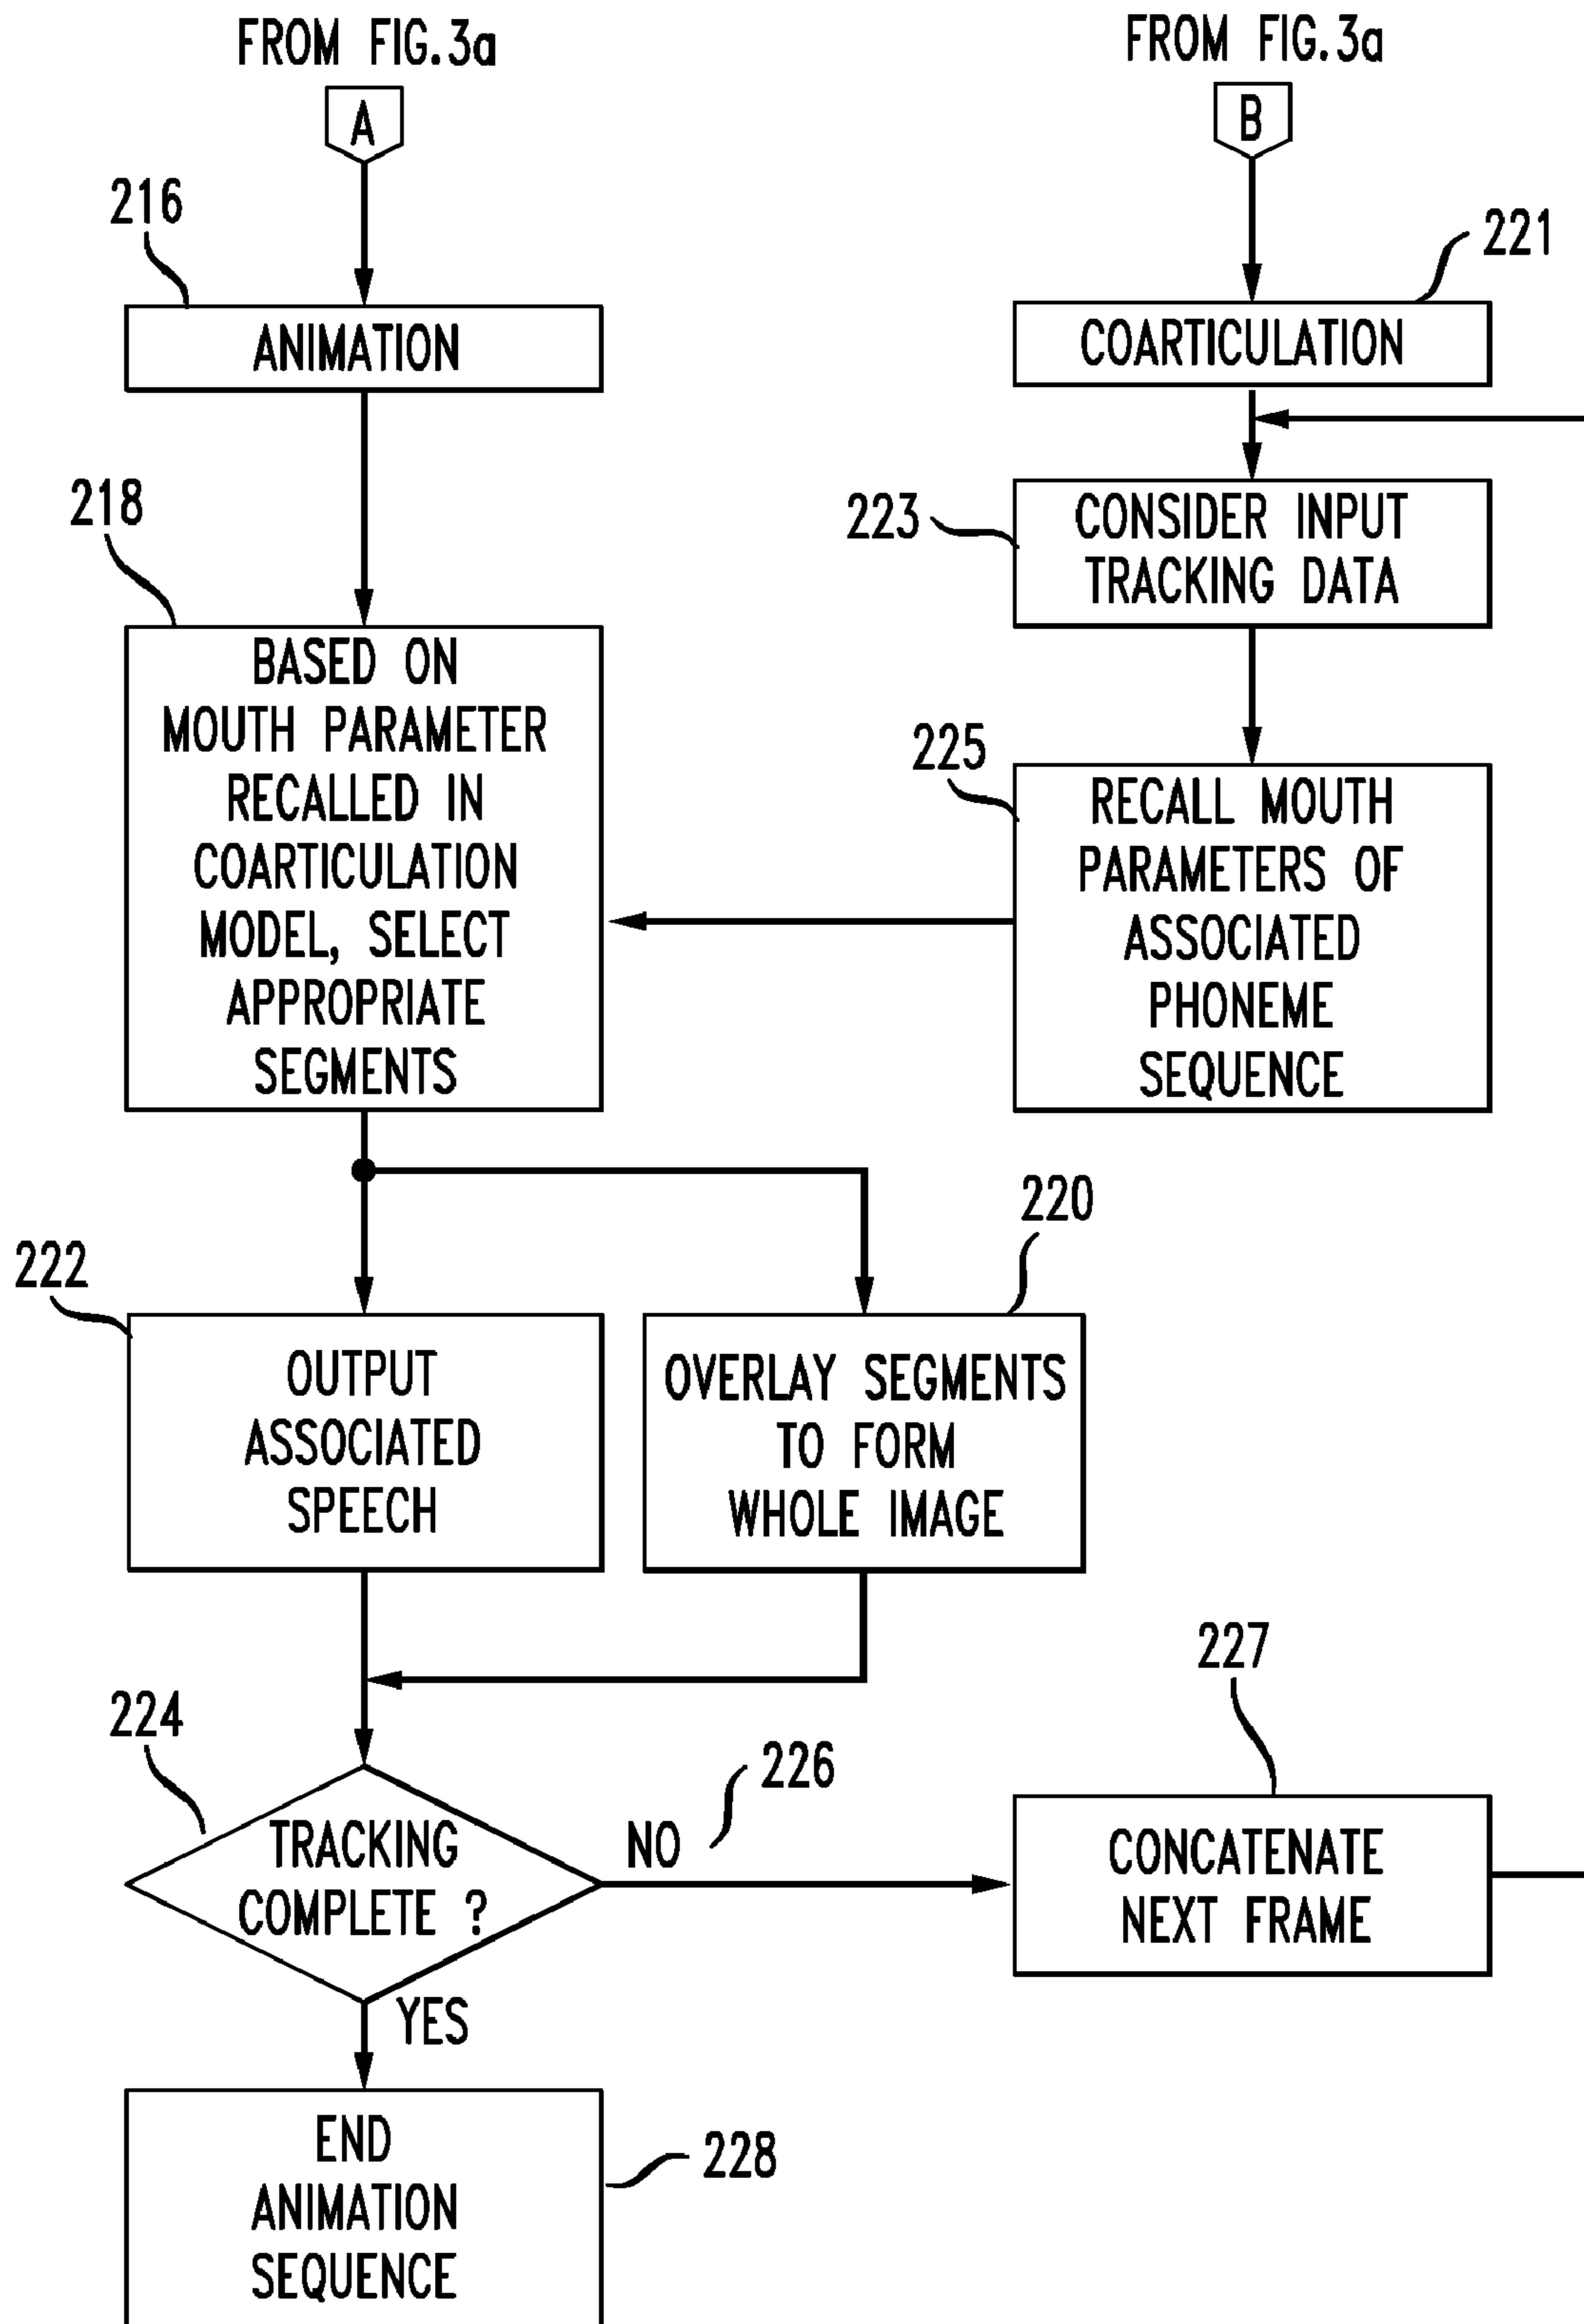 FROM FIG.3a
A
216
ANIMATION
218
BASED ON
MOUTH PARAMETER
RECALLED IN
COARTICULATION
MODEL, SELECT
APPROPRIATE
SEGMENTS
FROM FIG.3a
B
221
COARTICULATION
223
CONSIDER INPUT
TRACKING DATA
225
RECALL MOUTH
PARAMETERS OF
ASSOCIATED
PHONEME
SEQUENCE
222
OUTPUT
ASSOCIATED
SPEECH
220
OVERLAY SEGMENTS
TO FORM
WHOLE IMAGE
224
TRACKING
COMPLETE ?
NO
226
227
CONCATENATE
NEXT FRAME
YES
END
ANIMATION
SEQUENCE
228